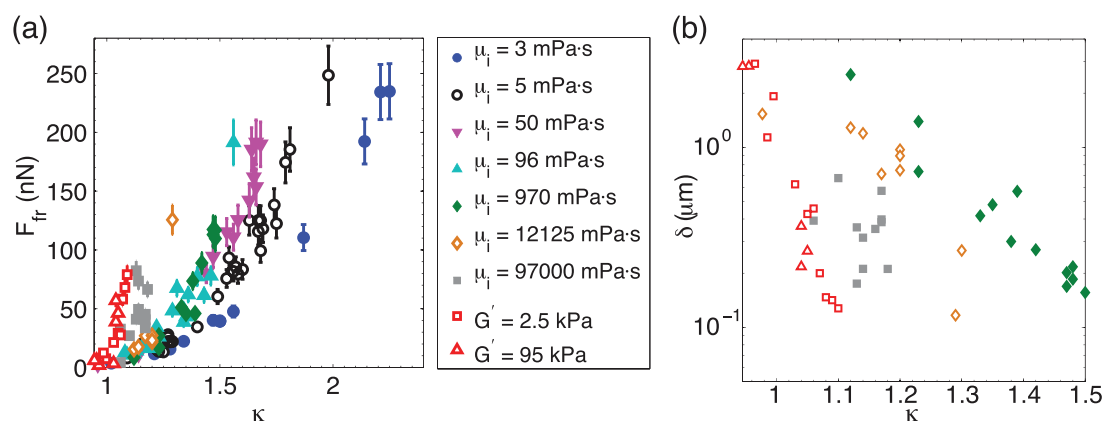 (a)
F_fr (nN)
250
200
150
100
50
0
1
1.5
2
κ
μ_i = 3 mPa·s
μ_i = 5 mPa·s
μ_i = 50 mPa·s
μ_i = 96 mPa·s
μ_i = 970 mPa·s
μ_i = 12125 mPa·s
μ_i = 97000 mPa·s
G' = 2.5 kPa
G' = 95 kPa
(b)
δ (μm)
10^0
10^−1
1
1.1
1.2
1.3
1.4
1.5
κ